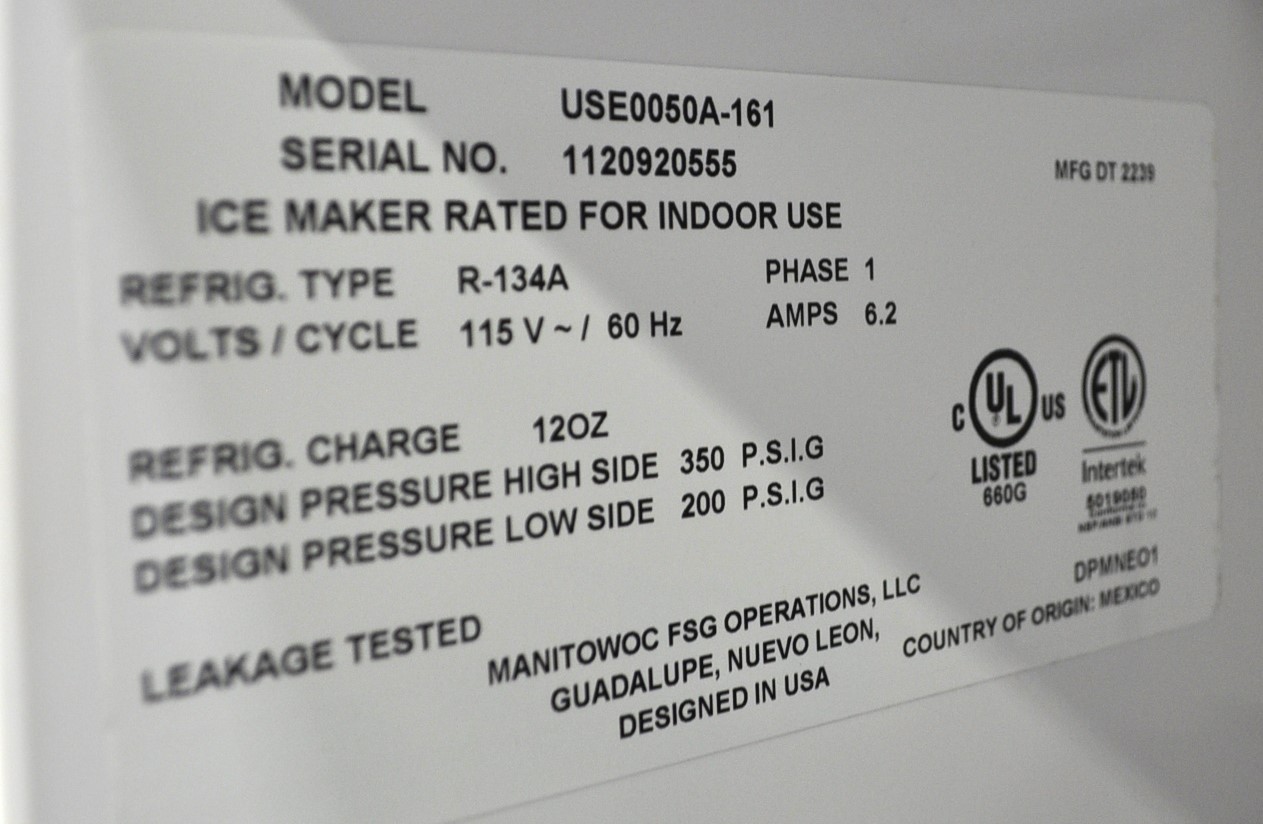 MODEL USE0050A-161
SERIAL NO. 1120920555
MFG DT 2239
ICE MAKER RATED FOR INDOOR USE
REFRIG. TYPE R-134A PHASE 1
VOLTS / CYCLE 115 V ~ / 60 Hz AMPS 6.2
REFRIG. CHARGE 12OZ
DESIGN PRESSURE HIGH SIDE 350 P.S.I.G
DESIGN PRESSURE LOW SIDE 200 P.S.I.G
C UL US
LISTED
660G
ETL
Intertek
LEAKAGE TESTED
MANITOWOC FSG OPERATIONS, LLC
GUADALUPE, NUEVO LEON,
DESIGNED IN USA
DPMNEO1
COUNTRY OF ORIGIN: MEXICO